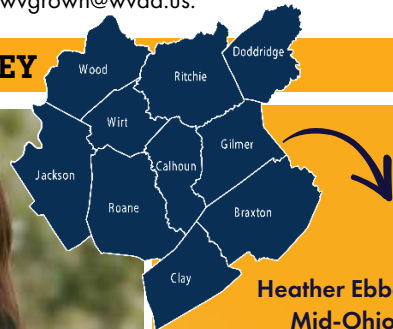 wvgrown@wvda.us.
EY
Doddridge
Wood
Ritchie
Wirt
Gilmer
Calhoun
Jackson
Roane
Braxton
Clay
Heather Ebb
Mid-Ohio